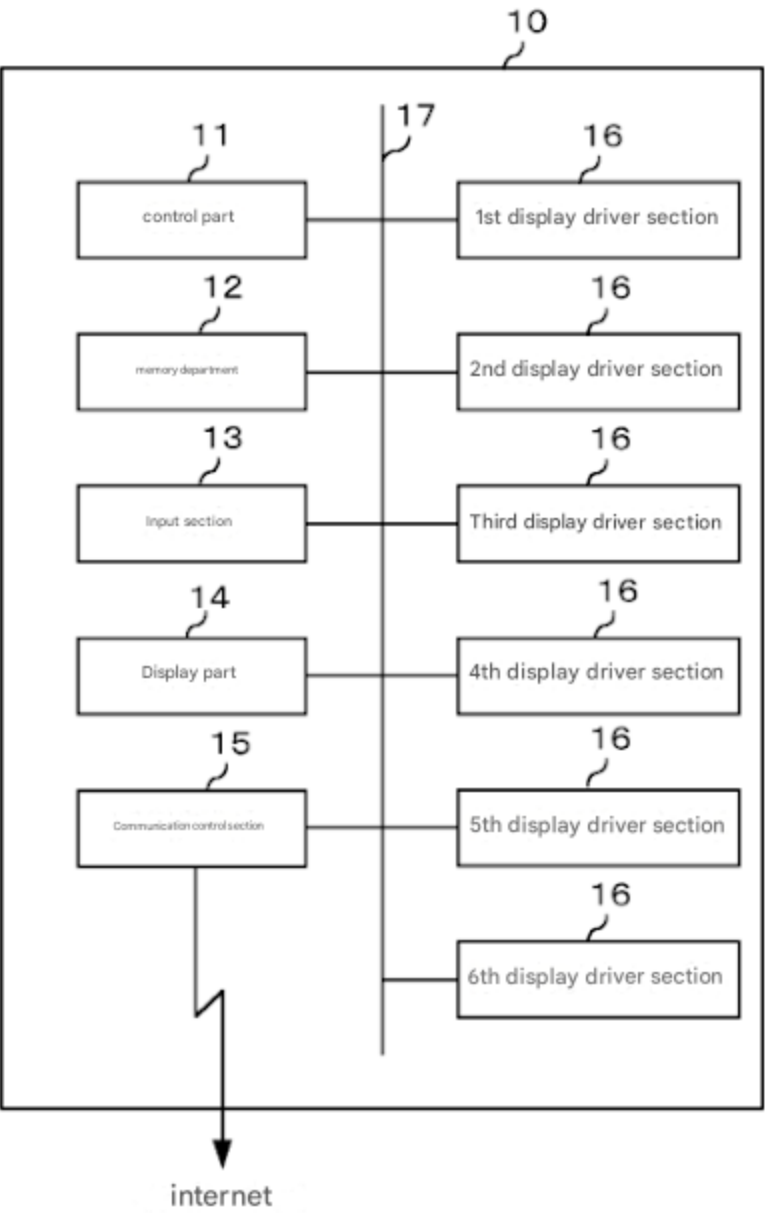 10
17
11
16
control part
1st display driver section
12
16
memory department
2nd display driver section
13
16
Input section
Third display driver section
14
16
Display part
4th display driver section
15
16
Communication control section
5th display driver section
16
6th display driver section
internet